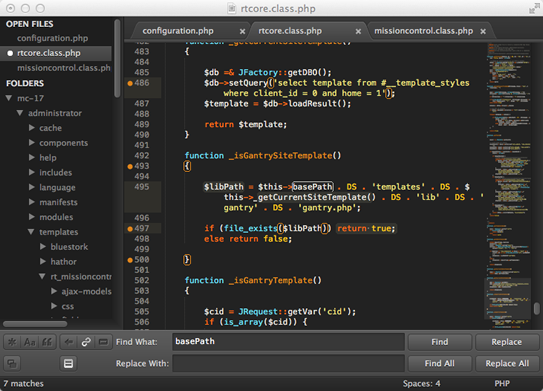 rtcore.class.php
OPEN FILES
configuration.php
rtcore.class.php
missioncontrol.class.ph
FOLDERS
mc-17
administrator
cache
components
help
includes
language
manifests
modules
templates
bluestork
hathor
rt_missioncont
ajax-models
css
configuration.php
rtcore.class.php
missioncontrol.class.php
482 function _getCurrentSiteTemplate()
483 {
484
485 $db =& JFactory::getDBO();
486 $db->setQuery('select template from #__template_styles
where client_id = 0 and home = 1');
487 $template = $db->loadResult();
488
489 return $template;
490 }
491
492 function _isGantrySiteTemplate()
493 {
494
495 $libPath = $this->basePath . DS . 'templates' . DS . $
this->_getCurrentSiteTemplate() . DS . 'lib' . DS . '
gantry' . DS . 'gantry.php';
496
497 if (file_exists($libPath)) return true;
498 else return false;
499
500 }
501
502 function _isGantryTemplate()
503 {
504
505 $cid = JRequest::getVar('cid');
506 if (is_array($cid)) {
Find What: basePath Find Replace
Replace With: Find All Replace All
7 matches Spaces: 4 PHP